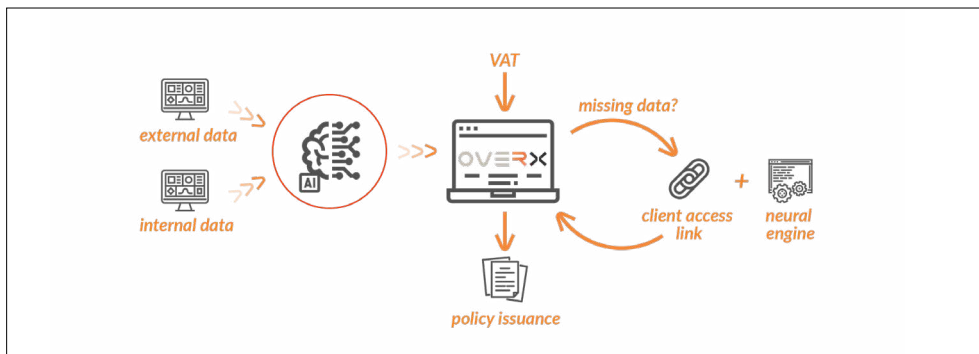 VAT
missing data?
external data
AI
OVERX
internal data
client access
link
+
neural
engine
policy issuance